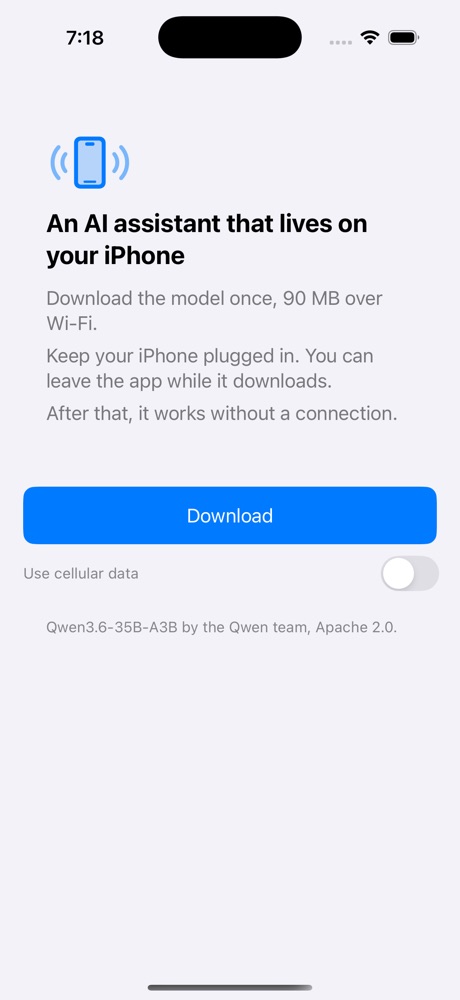 7:18
An AI assistant that lives on
your iPhone
Download the model once, 90 MB over
Wi-Fi.
Keep your iPhone plugged in. You can
leave the app while it downloads.
After that, it works without a connection.
Download
Use cellular data
Qwen3.6-35B-A3B by the Qwen team, Apache 2.0.